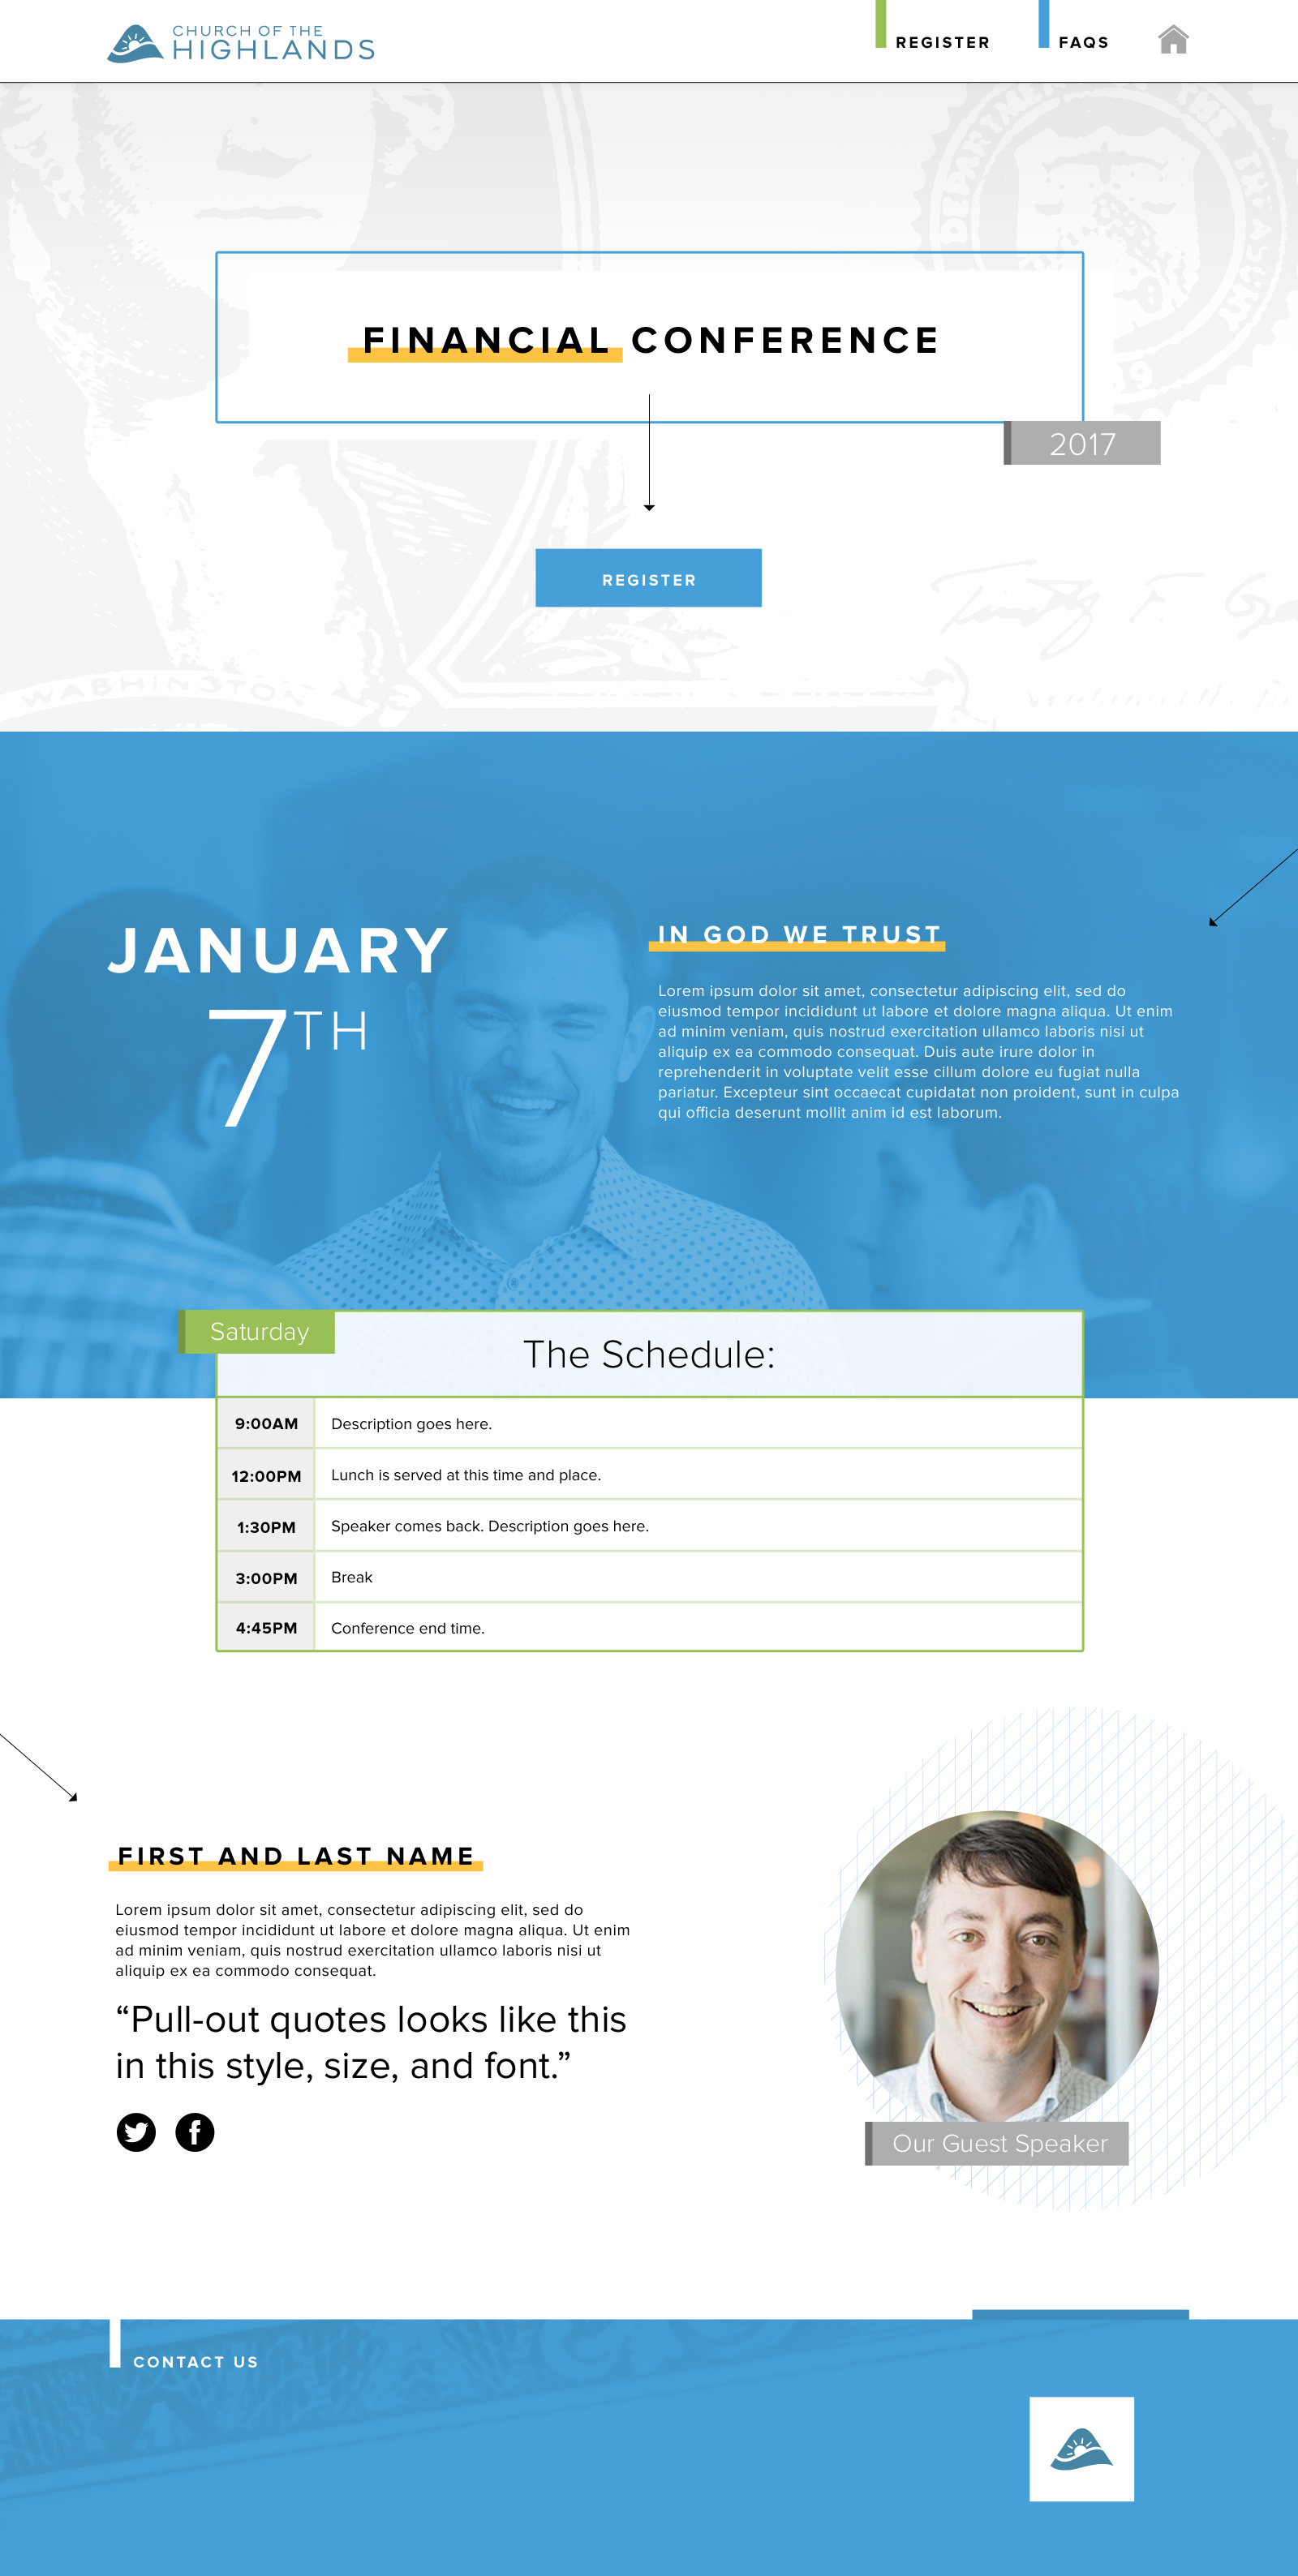 CHURCH OF THE
HIGHLANDS
REGISTER
FAQS
FINANCIAL CONFERENCE
2017
REGISTER
WASHINGTON
JANUARY
7TH
IN GOD WE TRUST
Lorem ipsum dolor sit amet, consectetur adipiscing elit, sed do
eiusmod tempor incididunt ut labore et dolore magna aliqua. Ut enim
ad minim veniam, quis nostrud exercitation ullamco laboris nisi ut
aliquip ex ea commodo consequat. Duis aute irure dolor in
reprehenderit in voluptate velit esse cillum dolore eu fugiat nulla
pariatur. Excepteur sint occaecat cupidatat non proident, sunt in culpa
qui officia deserunt mollit anim id est laborum.
Saturday
The Schedule:
9:00AM Description goes here.
12:00PM Lunch is served at this time and place.
1:30PM Speaker comes back. Description goes here.
3:00PM Break
4:45PM Conference end time.
FIRST AND LAST NAME
Lorem ipsum dolor sit amet, consectetur adipiscing elit, sed do
eiusmod tempor incididunt ut labore et dolore magna aliqua. Ut enim
ad minim veniam, quis nostrud exercitation ullamco laboris nisi ut
aliquip ex ea commodo consequat.
“Pull-out quotes looks like this
in this style, size, and font.”
Our Guest Speaker
CONTACT US